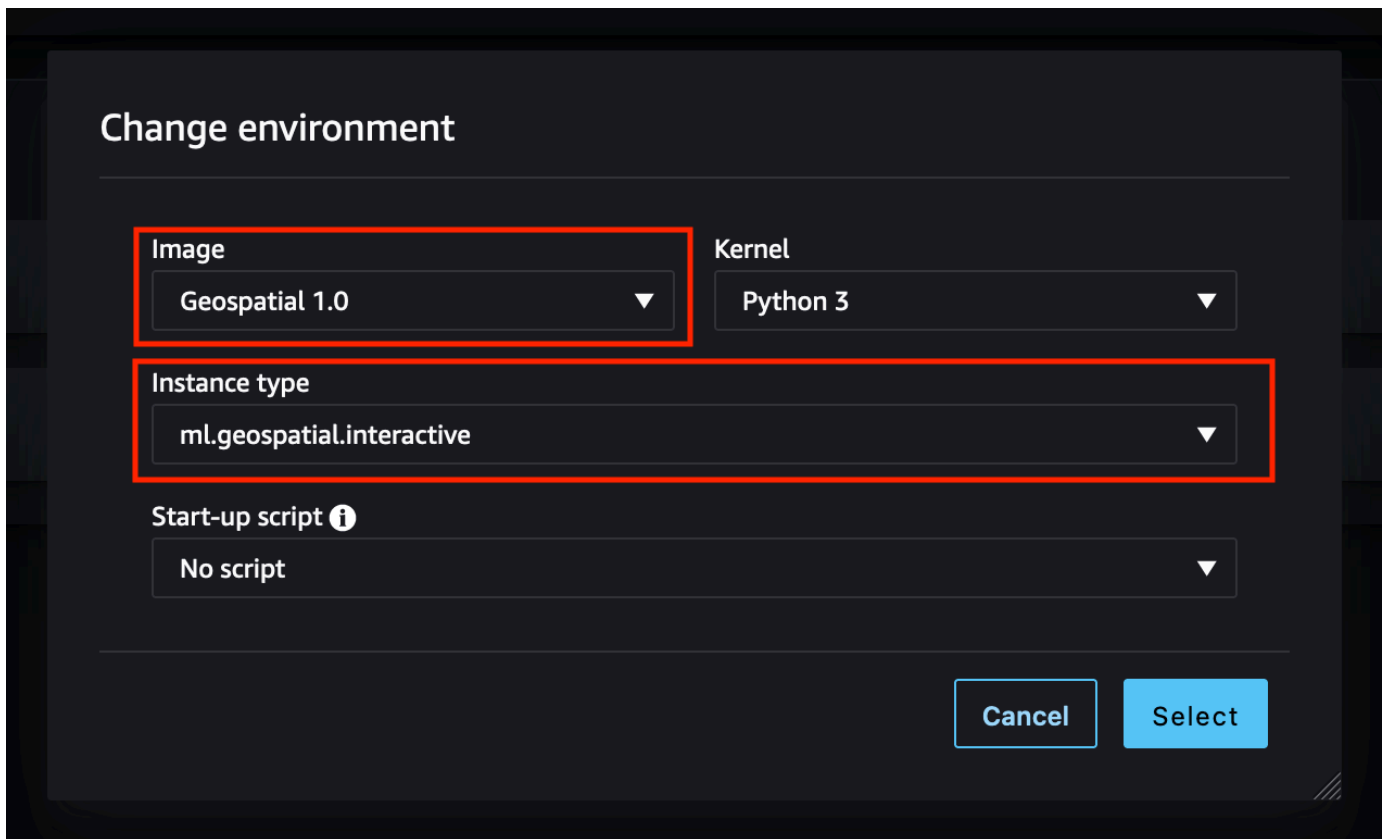 Change environment
Image
Kernel
Geospatial 1.0
Python 3
Instance type
ml.geospatial.interactive
Start-up script
No script
Cancel
Select